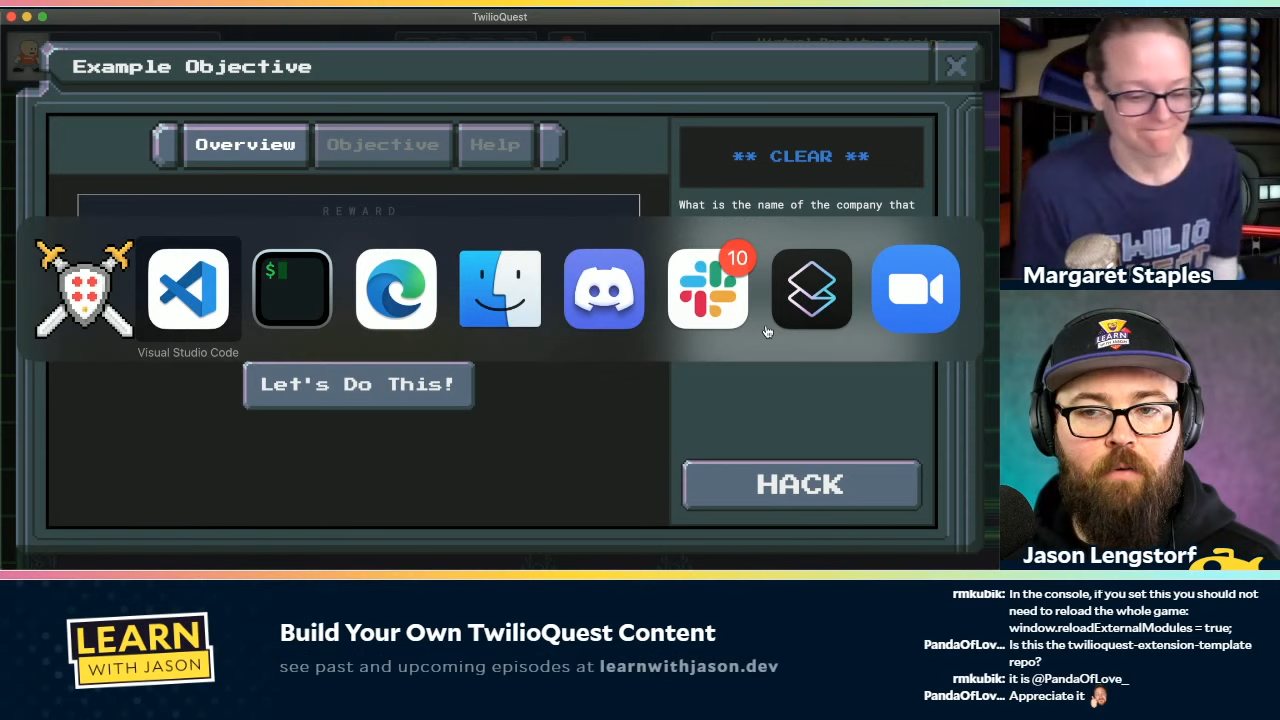 TwilioQuest
Example Objective
Overview
Objective
Help
** CLEAR **
REWARD
What is the name of the company that
$
10
Visual Studio Code
Let's Do This!
HACK
TWILIO
QUEST
Margaret Staples
LEARN
Jason Lengstorf
LEARN
WITH JASON
Build Your Own TwilioQuest Content
see past and upcoming episodes at learnwithjason.dev
rmkubik: In the console, if you set this you should not
need to reload the whole game:
window.reloadExternalModules = true;
PandaOfLov... Is this the twilioquest-extension-template
repo?
rmkubik: it is @PandaOfLove_
PandaOfLov... Appreciate it